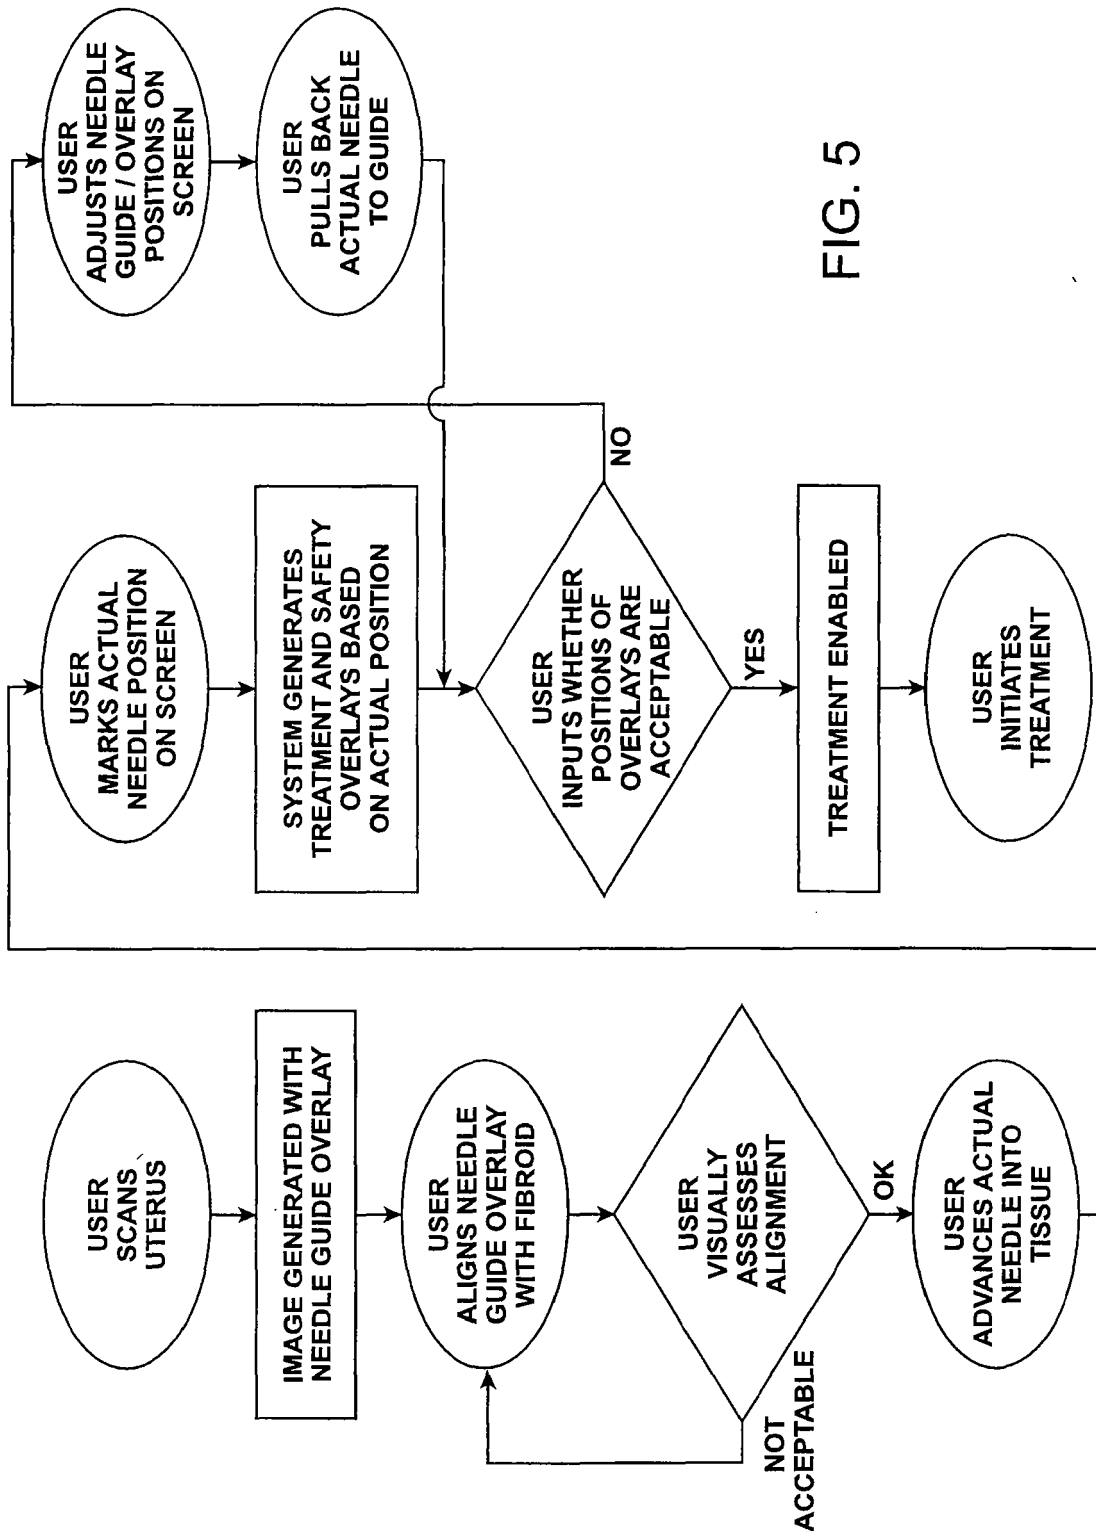 USER
SCANS
UTERUS
IMAGE GENERATED WITH
NEEDLE GUIDE OVERLAY
USER
ALIGNS NEEDLE
GUIDE OVERLAY
WITH FIBROID
USER
VISUALLY
ASSESSES
ALIGNMENT
NOT
ACCEPTABLE
OK
USER
ADVANCES ACTUAL
NEEDLE INTO
TISSUE
USER
MARKS ACTUAL
NEEDLE POSITION
ON SCREEN
SYSTEM GENERATES
TREATMENT AND SAFETY
OVERLAYS BASED
ON ACTUAL POSITION
USER
INPUTS WHETHER
POSITIONS OF
OVERLAYS ARE
ACCEPTABLE
NO
YES
TREATMENT ENABLED
USER
INITIATES
TREATMENT
USER
ADJUSTS NEEDLE
GUIDE / OVERLAY
POSITIONS ON
SCREEN
USER
PULLS BACK
ACTUAL NEEDLE
TO GUIDE
FIG. 5